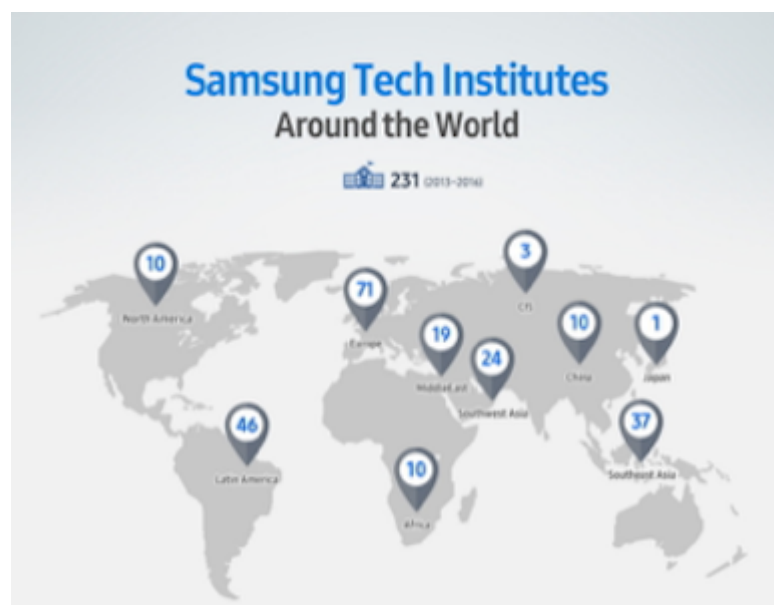 Samsung Tech Institutes
Around the World
231 (2013~2016)
10
North America
71
Europe
3
CIS
19
Middle East
24
Southwest Asia
10
China
1
Japan
46
Latin America
10
Africa
37
Southeast Asia